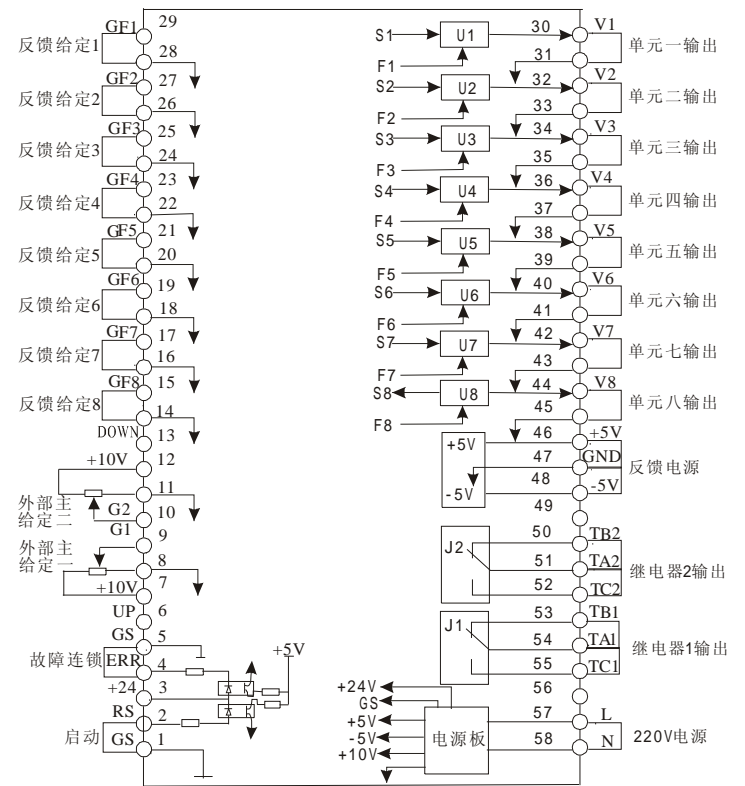 GF1 29
反馈给定1
28
GF2 27
反馈给定2
26
GF3 25
反馈给定3
24
GF4 23
反馈给定4
22
GF5 21
反馈给定5
20
GF6 19
反馈给定6
18
GF7 17
反馈给定7
16
GF8 15
反馈给定8
14
DOWN 13
+10V 12
11
外部主
给定二
G2 10
G1
9
外部主
给定一
8
+10V 7
UP 6
GS 5
故障连锁 ERR 4
+24 3
RS 2
启动
GS 1
+5V
S1 U1 30 V1
F1 31 单元一输出
S2 U2 32 V2
F2 33 单元二输出
S3 U3 34 V3
F3 35 单元三输出
S4 U4 36 V4
F4 37 单元四输出
S5 U5 38 V5
F5 39 单元五输出
S6 U6 40 V6
F6 41 单元六输出
S7 U7 42 V7
F7 43 单元七输出
S8 U8 44 V8
F8 45 单元八输出
+5V 46 +5V
47 GND 反馈电源
-5V 48 -5V
49
50 TB2
J2 51 TA2 继电器2输出
52 TC2
53 TB1
J1 54 TA1 继电器1输出
55 TC1
56
+24V
GS
+5V
-5V
+10V
电源板
57 L
58 N 220V电源